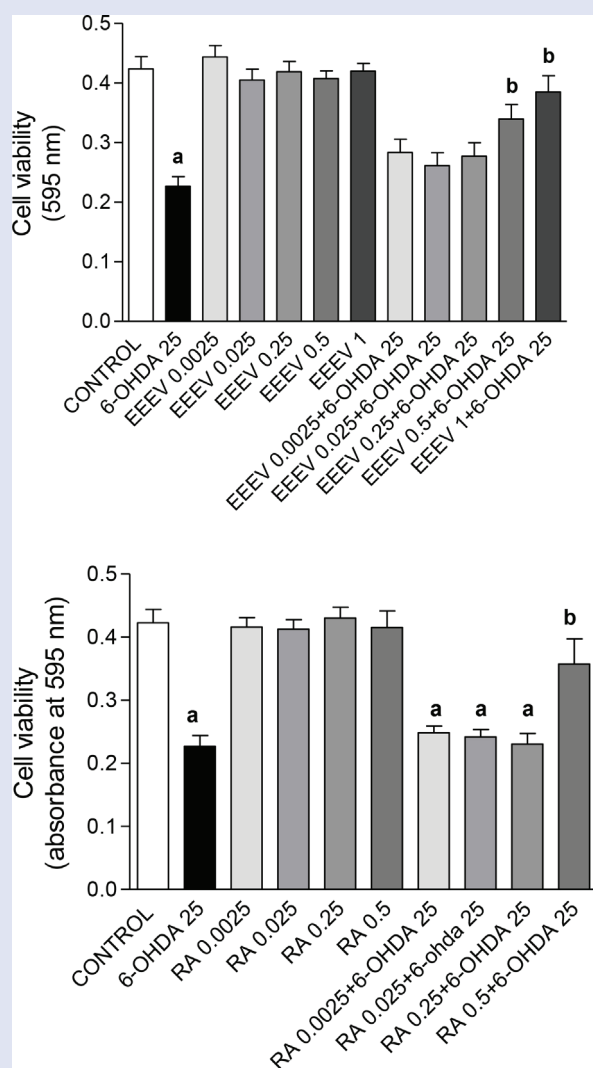 0.5
0.4
0.3
0.2
0.1
0.0
Cell viability
(595 nm)
a
b
b
CONTROL
6-OHDA 25
EEEV 0.0025
EEEV 0.025
EEEV 0.25
EEEV 0.5
EEEV 1
EEEV 0.0025+6-OHDA 25
EEEV 0.025+6-OHDA 25
EEEV 0.25+6-OHDA 25
EEEV 0.5+6-OHDA 25
EEEV 1+6-OHDA 25
0.5
0.4
0.3
0.2
0.1
0.0
Cell viability
(absorbance at 595 nm)
a
a
a
a
b
CONTROL
6-OHDA 25
RA 0.0025
RA 0.025
RA 0.25
RA 0.5
RA 0.0025+6-OHDA 25
RA 0.025+6-ohda 25
RA 0.25+6-OHDA 25
RA 0.5+6-OHDA 25